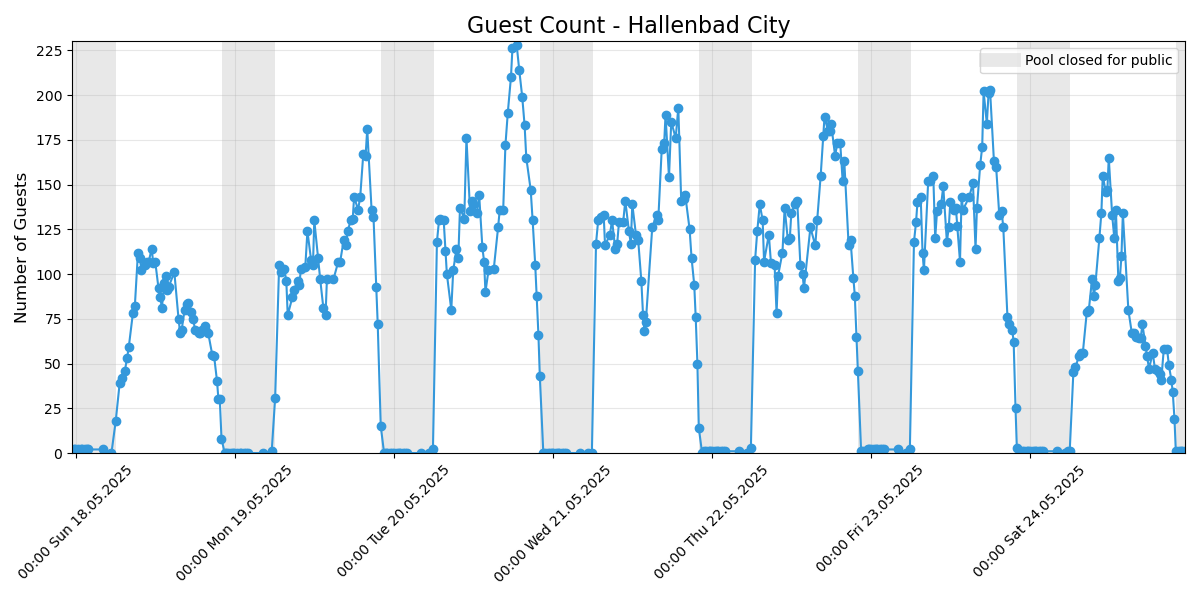 Guest Count - Hallenbad City
Pool closed for public
Number of Guests
225
200
175
150
125
100
75
50
25
0
00:00 Sun 18.05.2025
00:00 Mon 19.05.2025
00:00 Tue 20.05.2025
00:00 Wed 21.05.2025
00:00 Thu 22.05.2025
00:00 Fri 23.05.2025
00:00 Sat 24.05.2025